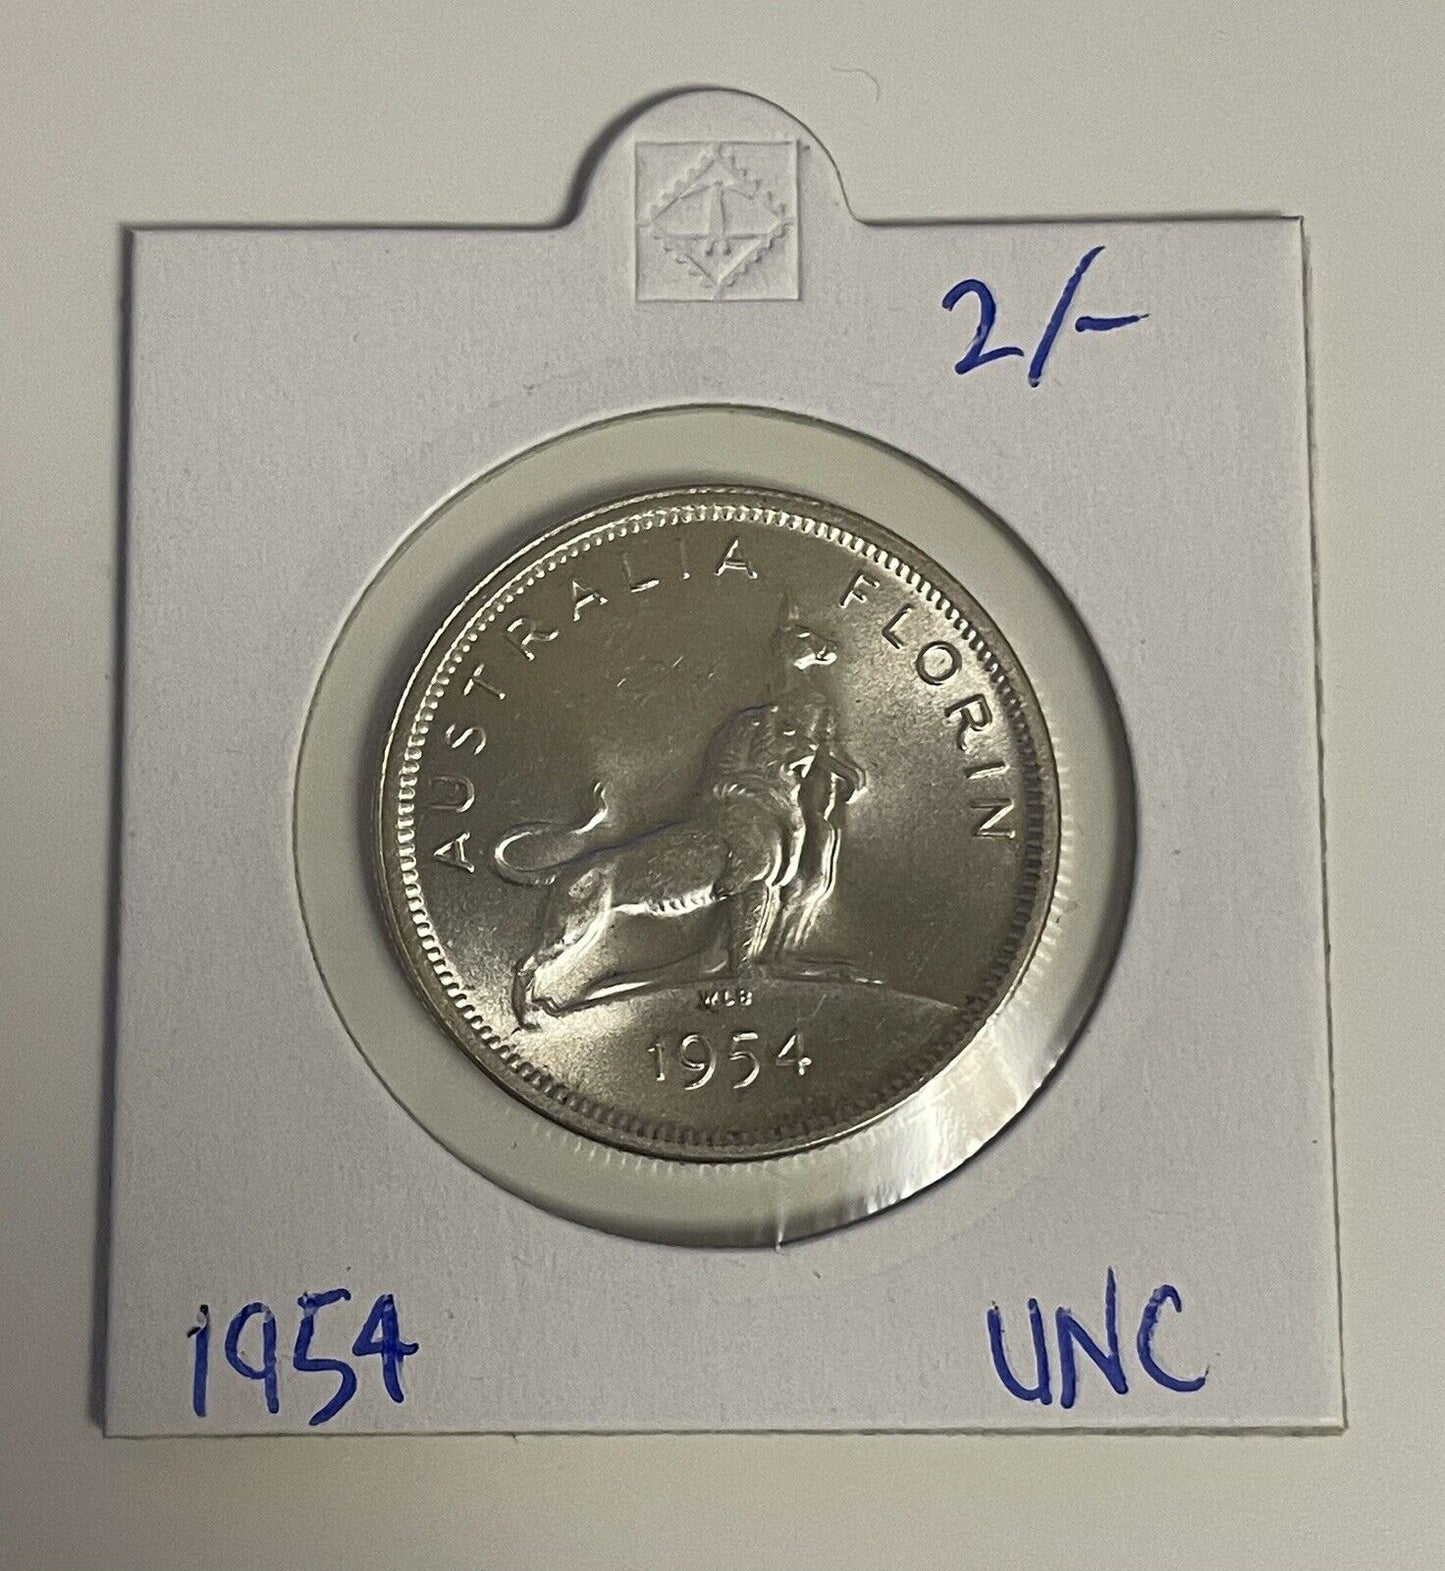 2/-
AUSTRALIA FLORIN
WLB
1954
1954 UNC